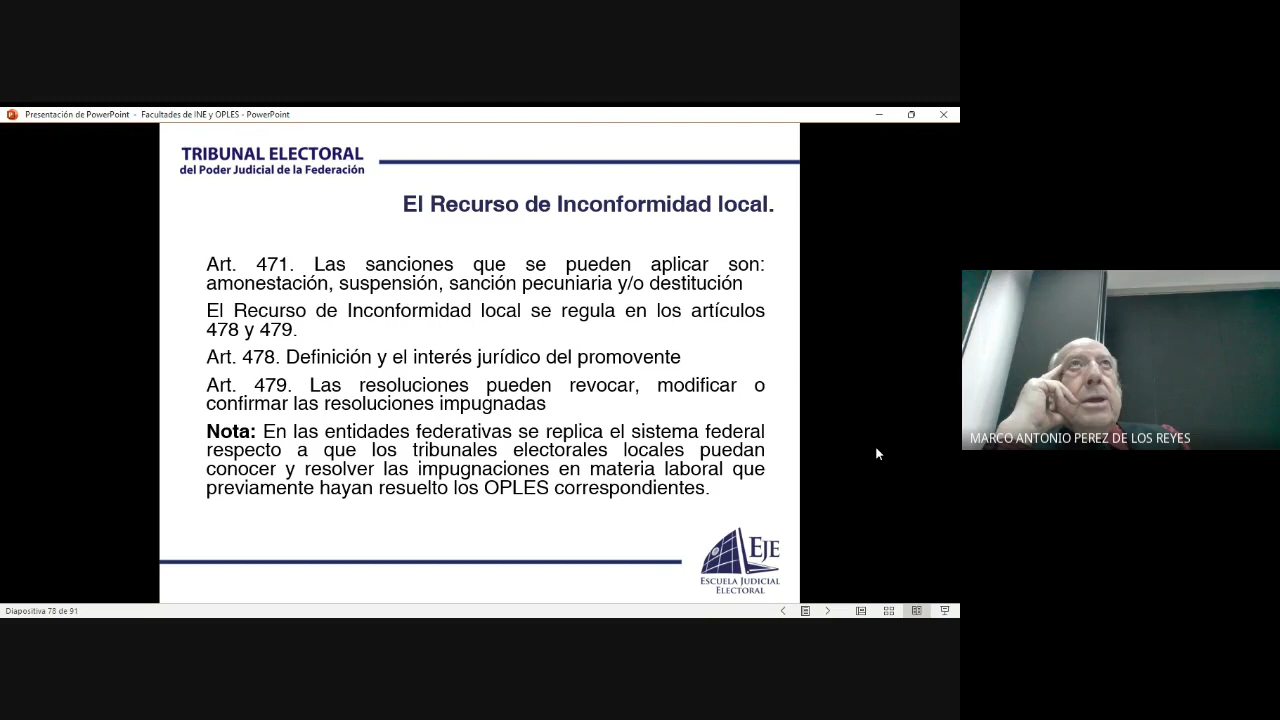 Presentación de PowerPoint - Facultades de INE y OPLES - PowerPoint
TRIBUNAL ELECTORAL
del Poder Judicial de la Federación
El Recurso de Inconformidad local.
Art. 471. Las sanciones que se pueden aplicar son:
amonestación, suspensión, sanción pecuniaria y/o destitución
El Recurso de Inconformidad local se regula en los artículos
478 y 479.
Art. 478. Definición y el interés jurídico del promovente
Art. 479. Las resoluciones pueden revocar, modificar o
confirmar las resoluciones impugnadas
Nota: En las entidades federativas se replica el sistema federal
respecto a que los tribunales electorales locales puedan
conocer y resolver las impugnaciones en materia laboral que
previamente hayan resuelto los OPLES correspondientes.
EJE
ESCUELA JUDICIAL
ELECTORAL
Diapositiva 78 de 91
MARCO ANTONIO PEREZ DE LOS REYES